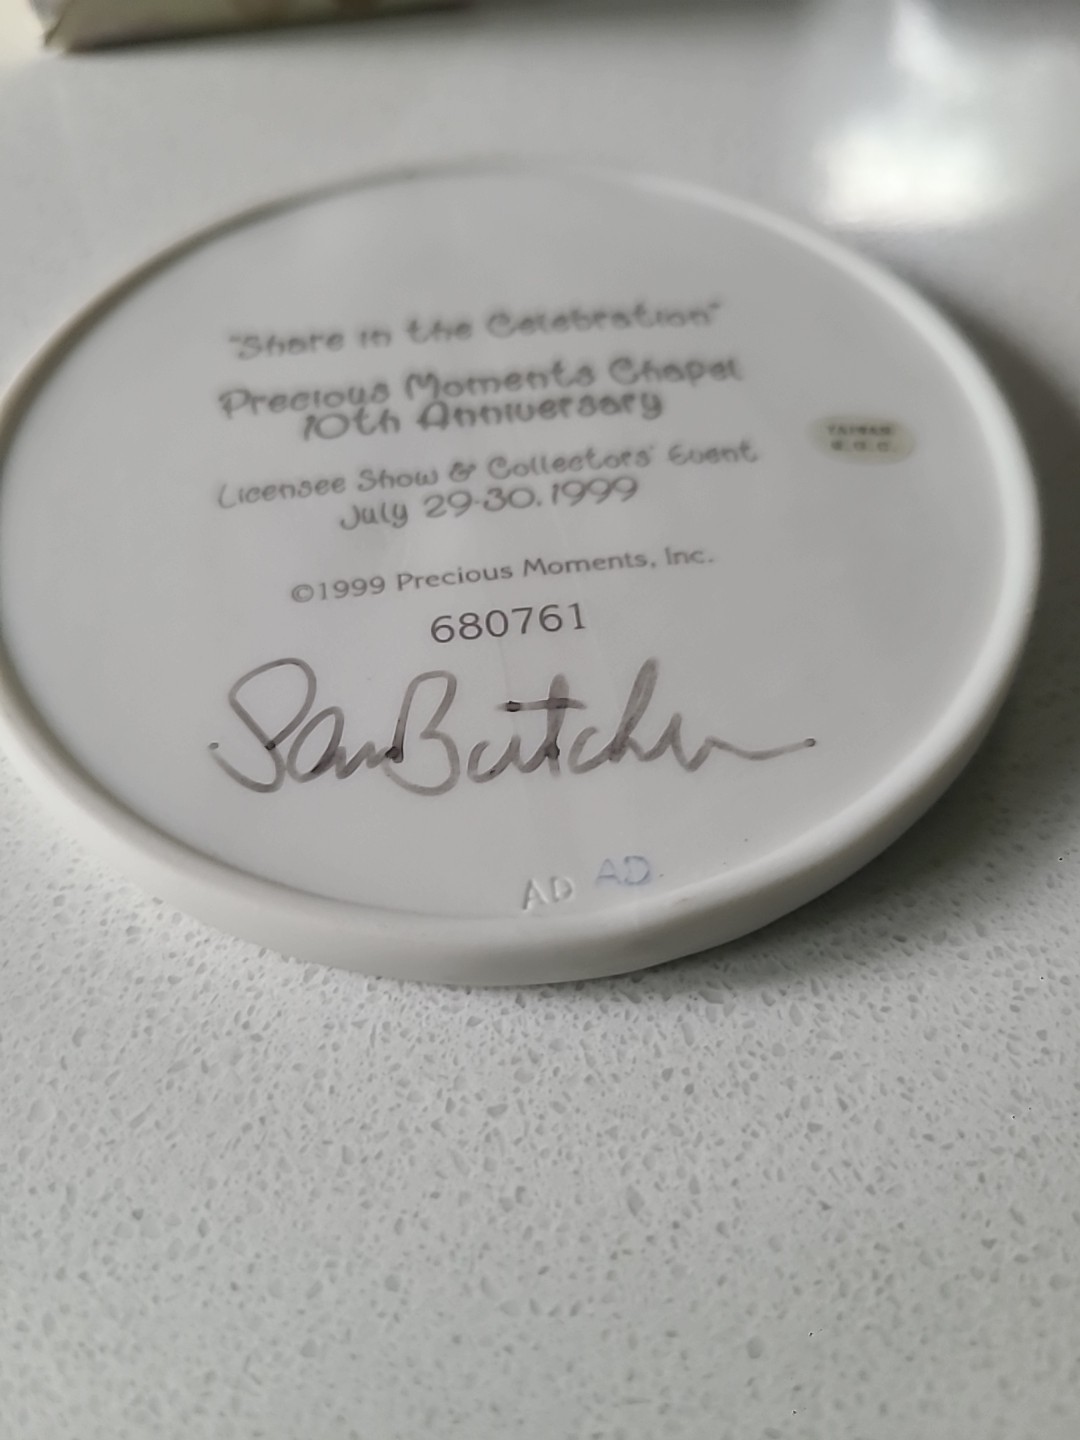 "Share in the Celebration"
Precious Moments Chapel
10th Anniversary
Licensee Show & Collectors' Event
July 29-30, 1999
TAIWAN
R.O.C.
©1999 Precious Moments, Inc.
680761
Sam Butcher
AD AD